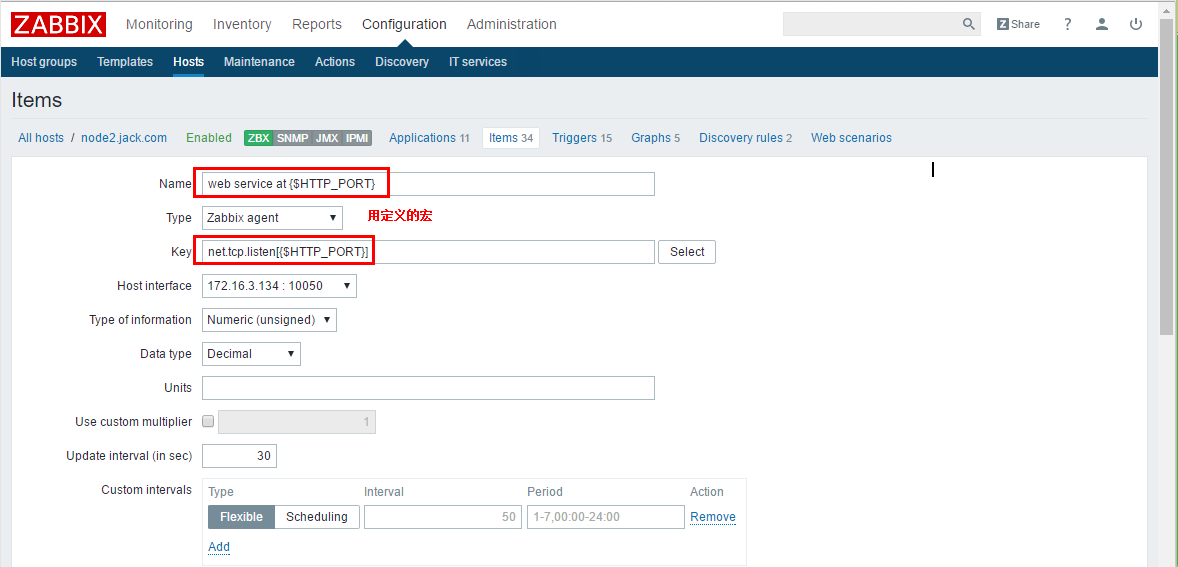 ZABBIX Monitoring Inventory Reports Configuration Administration Z Share ?
Host groups Templates Hosts Maintenance Actions Discovery IT services
Items
All hosts / node2.jack.com Enabled ZBX SNMP JMX IPMI Applications 11 Items 34 Triggers 15 Graphs 5 Discovery rules 2 Web scenarios
Name web service at {$HTTP_PORT}
Type Zabbix agent 用定义的宏
Key net.tcp.listen[{$HTTP_PORT}] Select
Host interface 172.16.3.134 : 10050
Type of information Numeric (unsigned)
Data type Decimal
Units
Use custom multiplier 1
Update interval (in sec) 30
Custom intervals Type Interval Period Action
Flexible Scheduling 50 1-7,00:00-24:00 Remove
Add